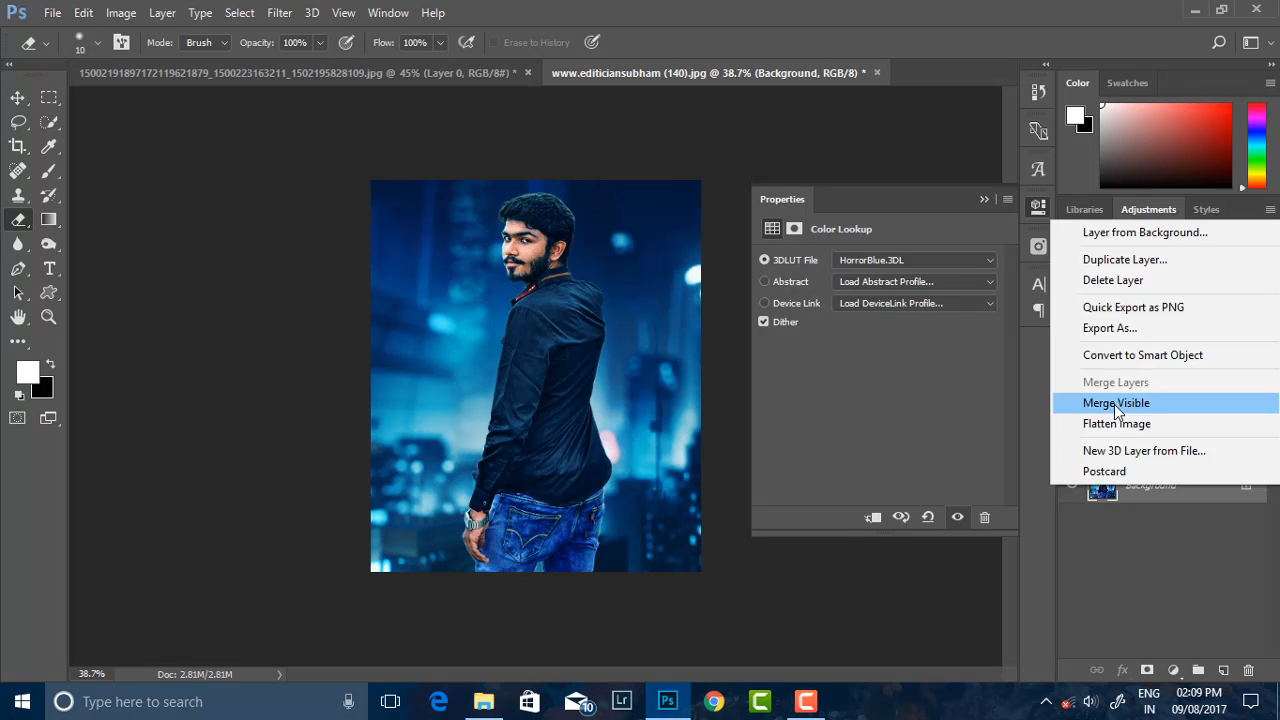 Ps File Edit Image Layer Type Select Filter 3D View Window Help
10 Mode: Brush Opacity: 100% Flow: 100% Erase to History
15002191897172119621879_1500223163211_1502195828109.jpg @ 45% (Layer 0, RGB/8#) * × www.editiciansubham (140).jpg @ 38.7% (Background, RGB/8) * ×
Color Swatches
Properties
Color Lookup
3DLUT File HorrorBlue.3DL
Abstract Load Abstract Profile...
Device Link Load DeviceLink Profile...
Dither
Libraries Adjustments Styles
Layer from Background...
Duplicate Layer...
Delete Layer
Quick Export as PNG
Export As...
Convert to Smart Object
Merge Layers
Merge Visible
Flatten Image
New 3D Layer from File...
Postcard
Background
38.7% Doc: 2.81M/2.81M
Type here to search
10
Lr
Ps
ENG
IN
02:09 PM
09/08/2017